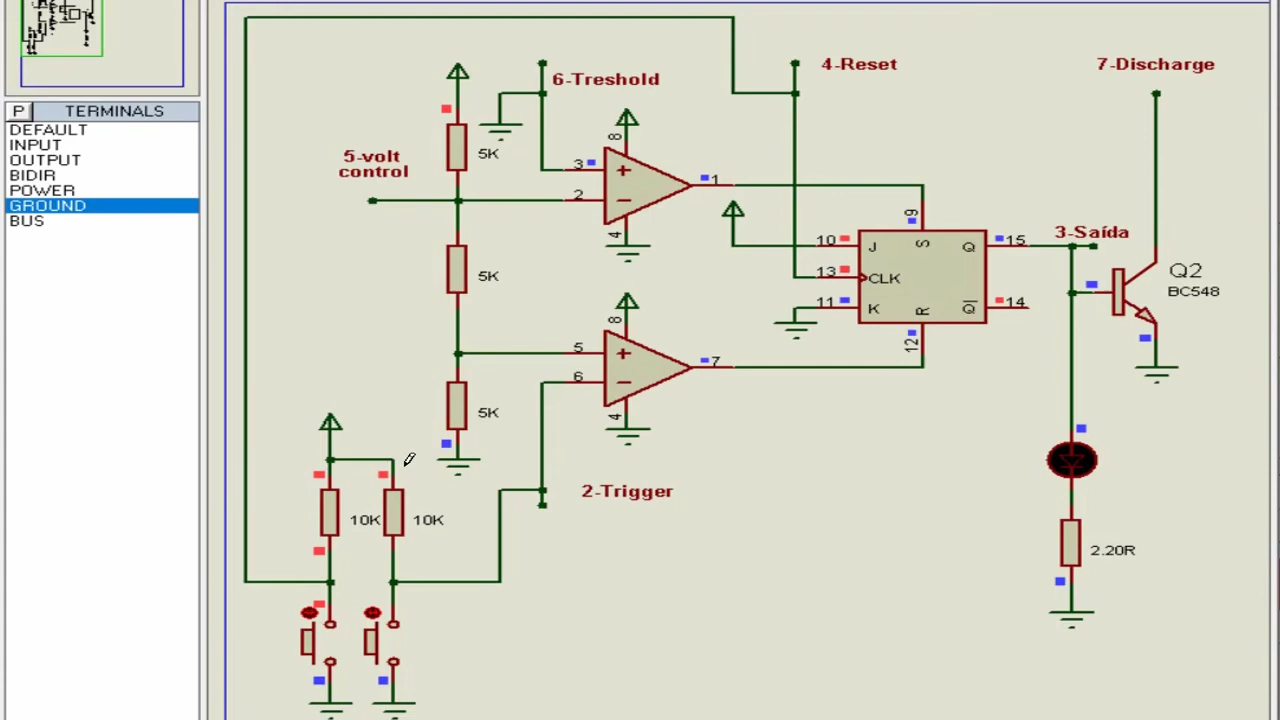 P TERMINALS
DEFAULT
INPUT
OUTPUT
BIDIR
POWER
GROUND
BUS
6-Treshold
4-Reset
7-Discharge
5-volt
control
5K
8
3
+
2
−
1
4
9
10
J
S
Q
15
3-Saída
13
CLK
11
K
R
Q
14
12
Q2
BC548
5K
8
5
+
6
−
7
4
5K
2-Trigger
10K
10K
2.20R